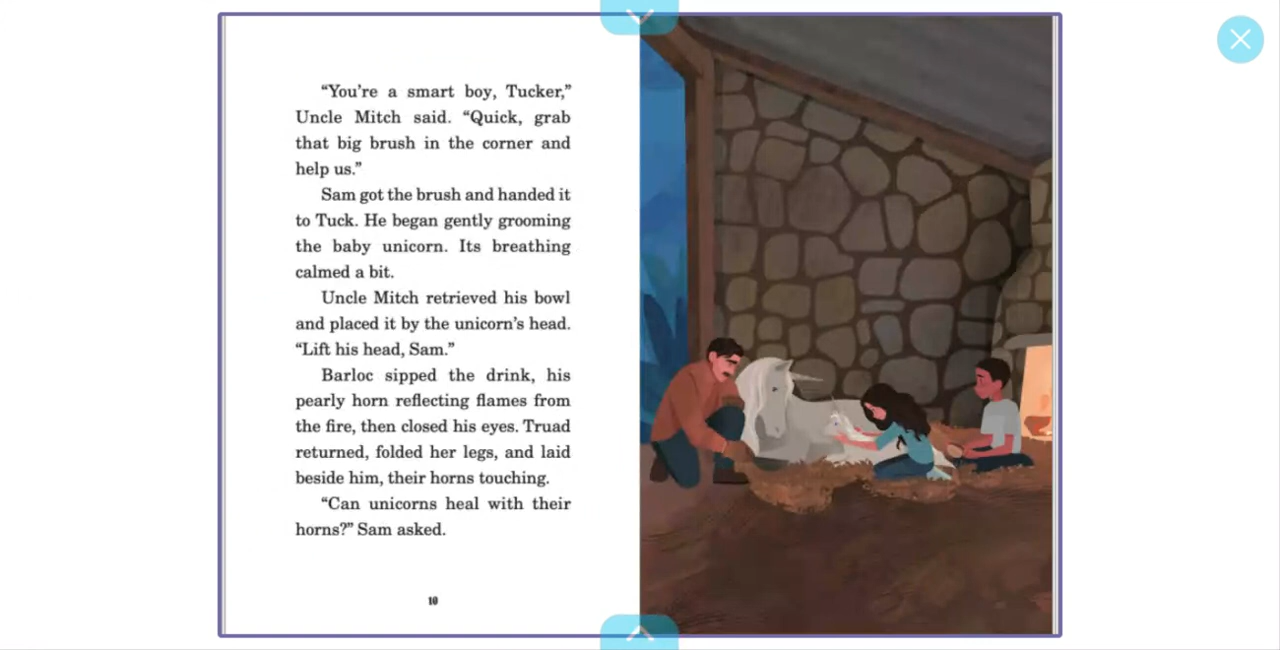 “You’re a smart boy, Tucker,”
Uncle Mitch said. “Quick, grab
that big brush in the corner and
help us.”
Sam got the brush and handed it
to Tuck. He began gently grooming
the baby unicorn. Its breathing
calmed a bit.
Uncle Mitch retrieved his bowl
and placed it by the unicorn’s head.
“Lift his head, Sam.”
Barloc sipped the drink, his
pearly horn reflecting flames from
the fire, then closed his eyes. Truad
returned, folded her legs, and laid
beside him, their horns touching.
“Can unicorns heal with their
horns?” Sam asked.
10